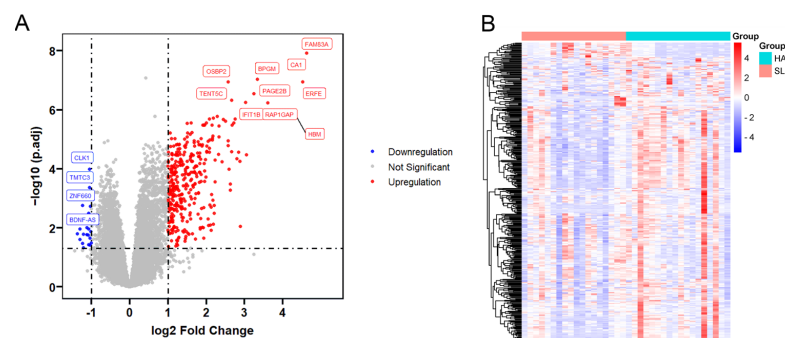 A
−log10 (p.adj)
8
6
4
2
0
FAM83A
CA1
BPGM
OSBP2
PAGE2B
ERFE
TENT5C
IFIT1B
RAP1GAP
HBM
CLK1
TMTC3
ZNF660
BDNF-AS
-1
0
1
2
3
4
log2 Fold Change
Downregulation
Not Significant
Upregulation
B
Group
4
2
0
-2
-4
Group
HA
SL